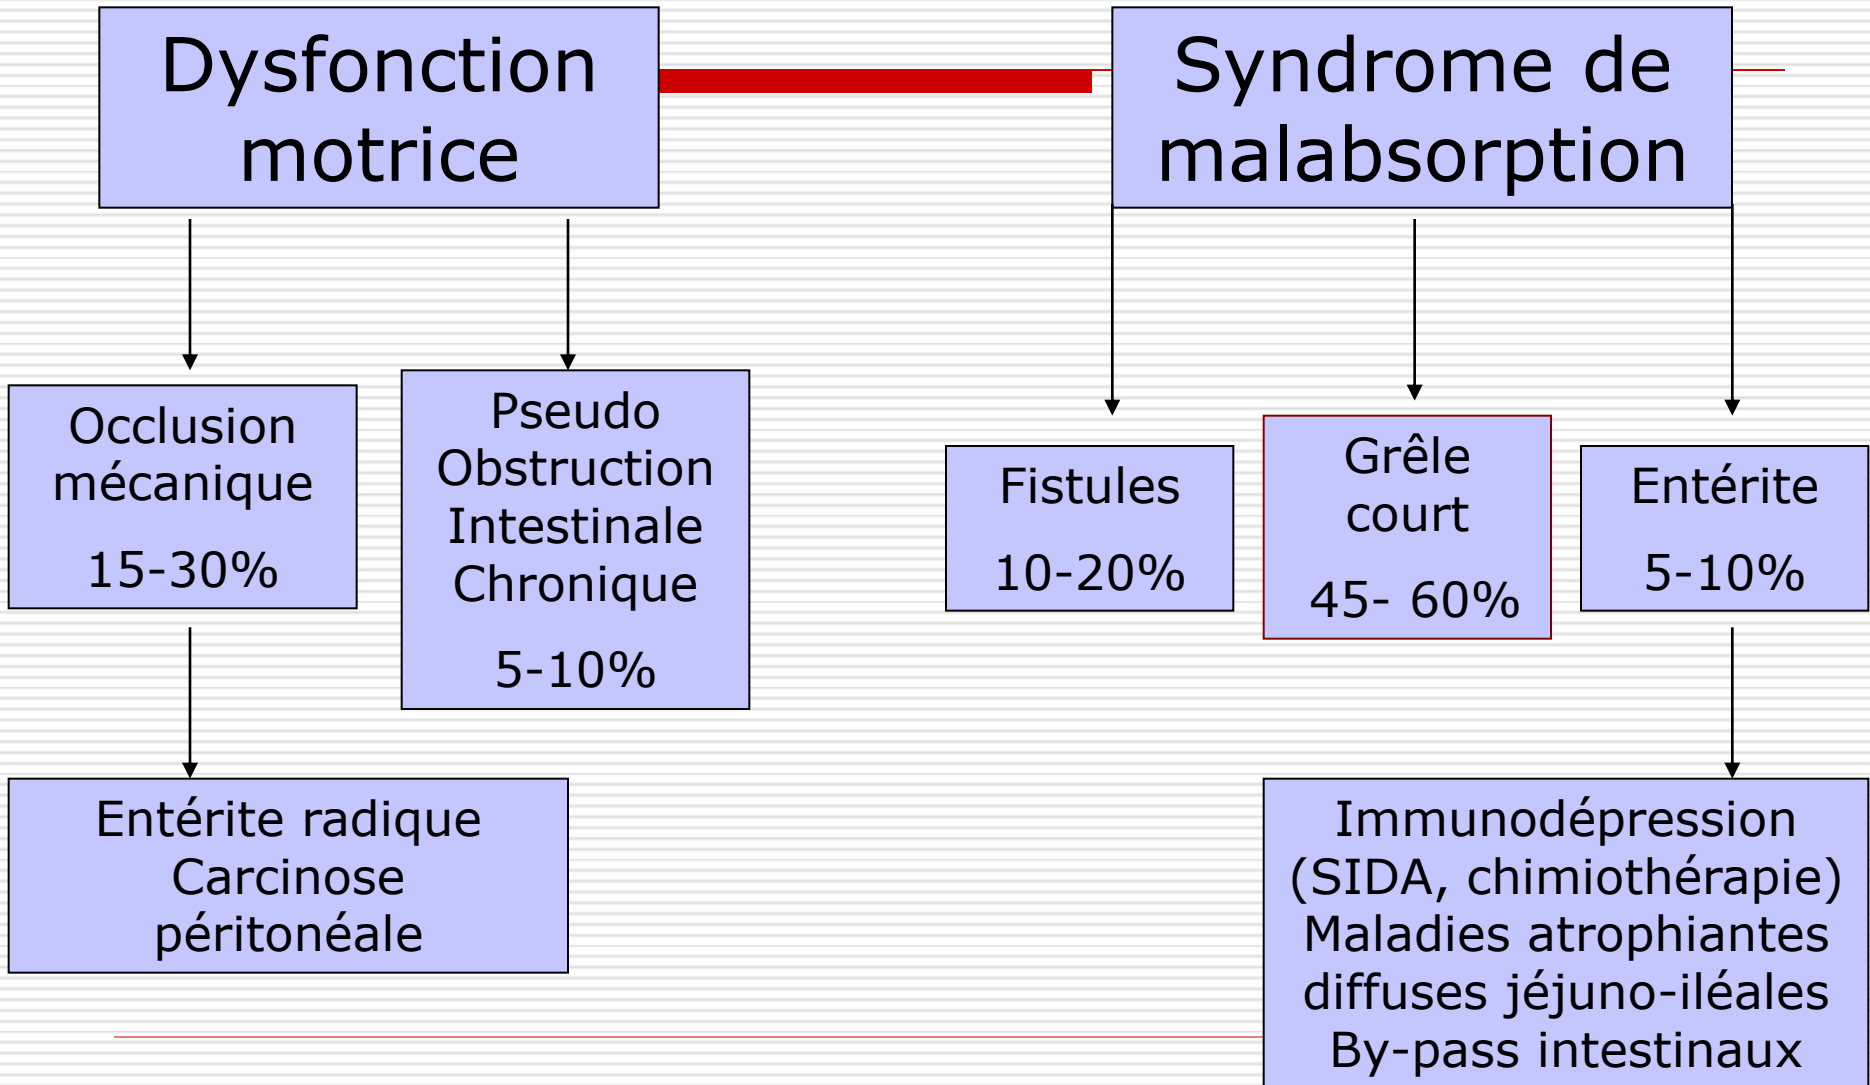 Dysfonction
motrice
Syndrome de
malabsorption
Occlusion
mécanique
15-30%
Pseudo
Obstruction
Intestinale
Chronique
5-10%
Fistules
10-20%
Grêle
court
45- 60%
Entérite
5-10%
Entérite radique
Carcinose
péritonéale
Immunodépression
(SIDA, chimiothérapie)
Maladies atrophiantes
diffuses jéjuno-iléales
By-pass intestinaux